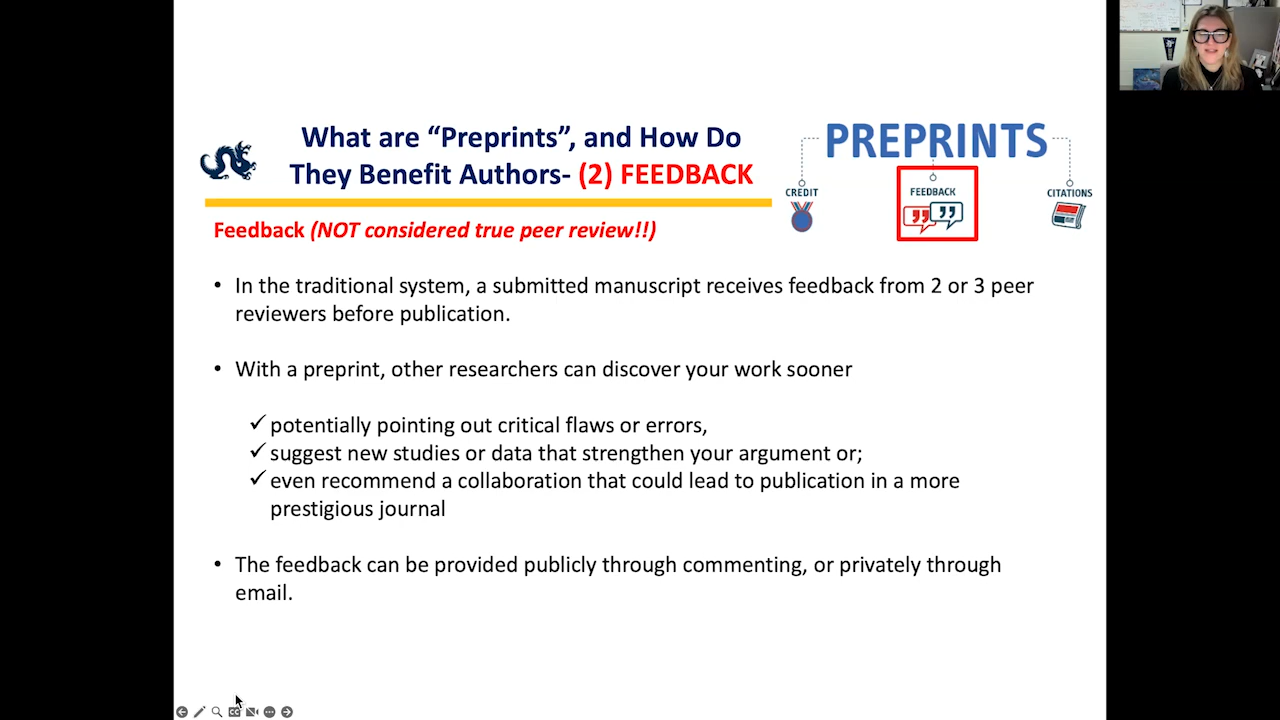 What are “Preprints”, and How Do
They Benefit Authors- (2) FEEDBACK
PREPRINTS
CREDIT
FEEDBACK
CITATIONS
Feedback (NOT considered true peer review!!)
• In the traditional system, a submitted manuscript receives feedback from 2 or 3 peer
reviewers before publication.
• With a preprint, other researchers can discover your work sooner
✓ potentially pointing out critical flaws or errors,
✓ suggest new studies or data that strengthen your argument or;
✓ even recommend a collaboration that could lead to publication in a more
prestigious journal
• The feedback can be provided publicly through commenting, or privately through
email.